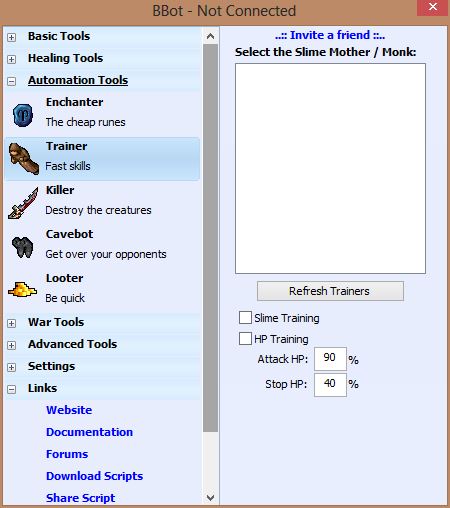 BBot - Not Connected
Basic Tools
Healing Tools
Automation Tools
Enchanter
The cheap runes
Trainer
Fast skills
Killer
Destroy the creatures
Cavebot
Get over your opponents
Looter
Be quick
War Tools
Advanced Tools
Settings
Links
Website
Documentation
Forums
Download Scripts
Share Script
..:: Invite a friend ::..
Select the Slime Mother / Monk:
Refresh Trainers
Slime Training
HP Training
Attack HP: 90 %
Stop HP: 40 %